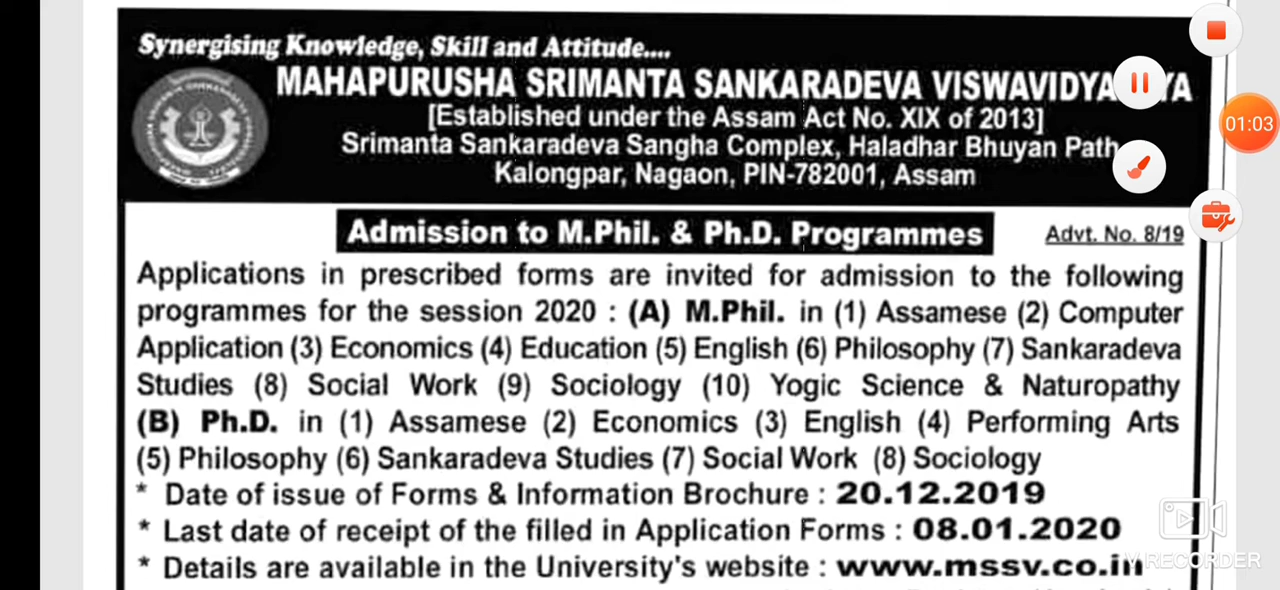 Synergising Knowledge, Skill and Attitude....
MAHAPURUSHA SRIMANTA SANKARADEVA
[Established under the Assam Act No. XIX of 2013]
Srimanta Sankaradeva Sangha Complex, Haladhar Bhuyan Path
Kalongpar, Nagaon, PIN-782001, Assam
01:03
Admission to M.Phil. & Ph.D. Programmes
Advt. No. 8/19
Applications in prescribed forms are invited for admission to the following
programmes for the session 2020 : (A) M.Phil. in (1) Assamese (2) Computer
Application (3) Economics (4) Education (5) English (6) Philosophy (7) Sankaradeva
Studies (8) Social Work (9) Sociology (10) Yogic Science & Naturopathy
(B) Ph.D. in (1) Assamese (2) Economics (3) English (4) Performing Arts
(5) Philosophy (6) Sankaradeva Studies (7) Social Work (8) Sociology
* Date of issue of Forms & Information Brochure : 20.12.2019
* Last date of receipt of the filled in Application Forms : 08.01.2020
* Details are available in the University's website : www.mssv.co.in
V RECORDER